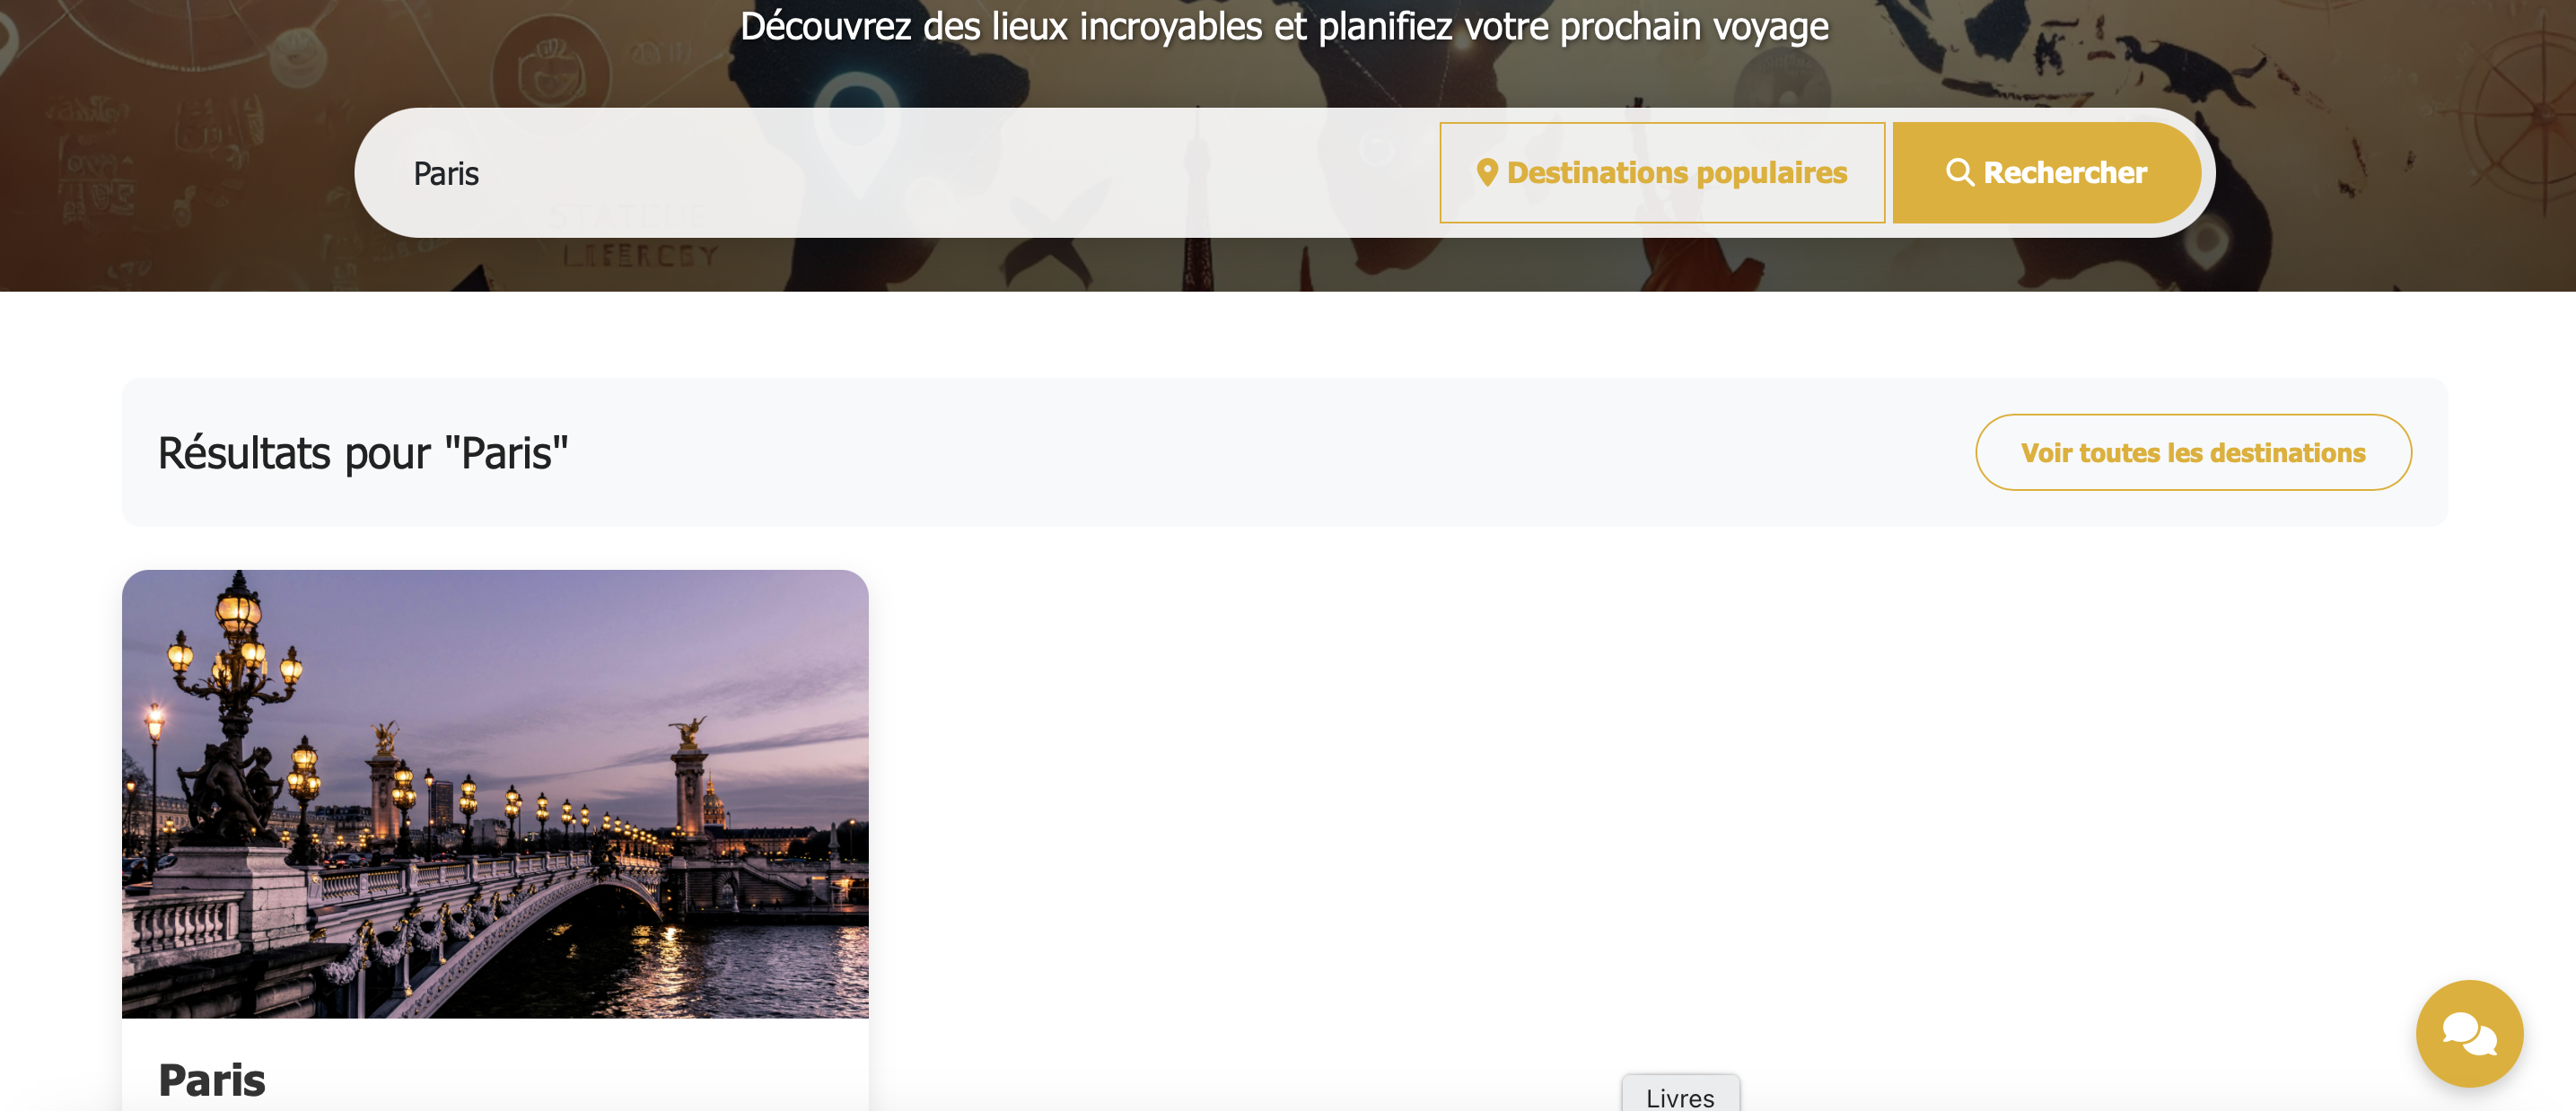 Découvrez des lieux incroyables et planifiez votre prochain voyage
Paris
Destinations populaires
Rechercher
Résultats pour "Paris"
Voir toutes les destinations
Paris
Livres